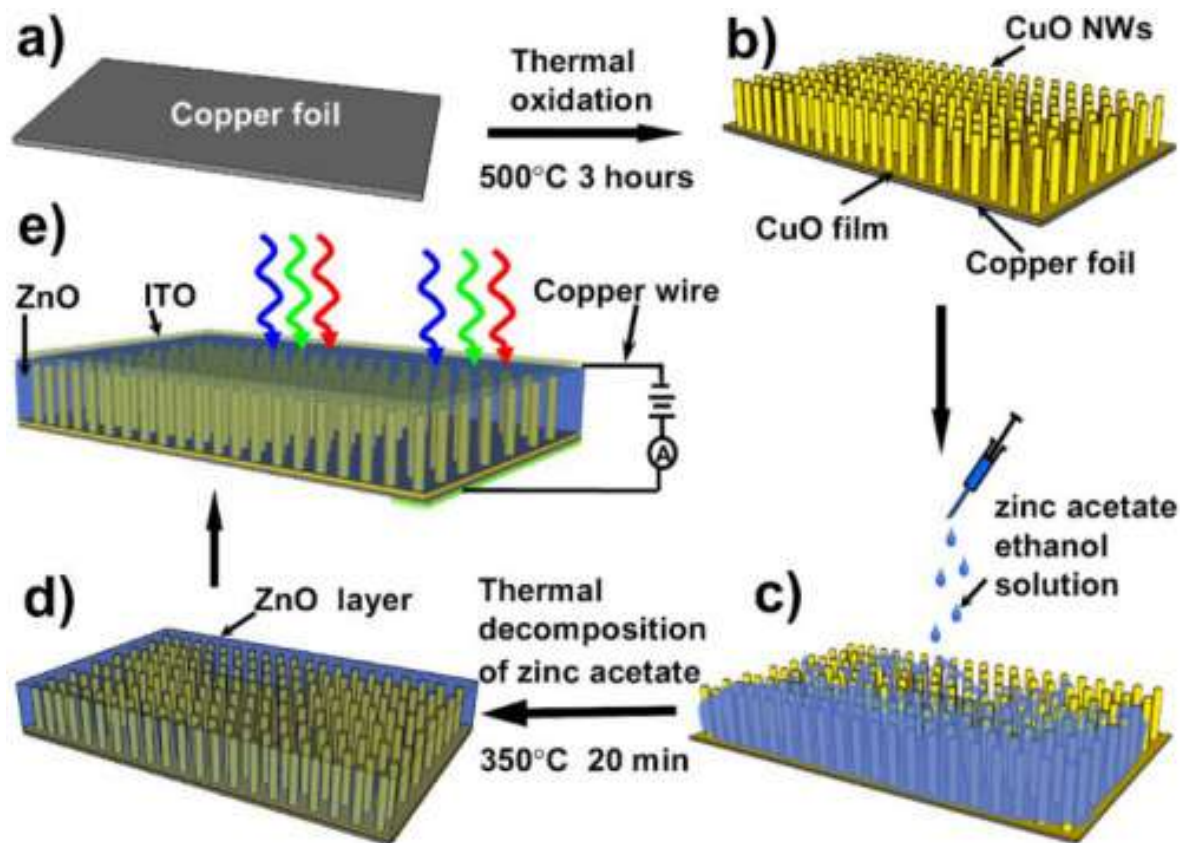 a)
Copper foil
Thermal
oxidation
500°C 3 hours
b)
CuO NWs
CuO film
Copper foil
zinc acetate
ethanol
solution
c)
Thermal
decomposition
of zinc acetate
350°C 20 min
d)
ZnO layer
e)
ZnO
ITO
Copper wire
A